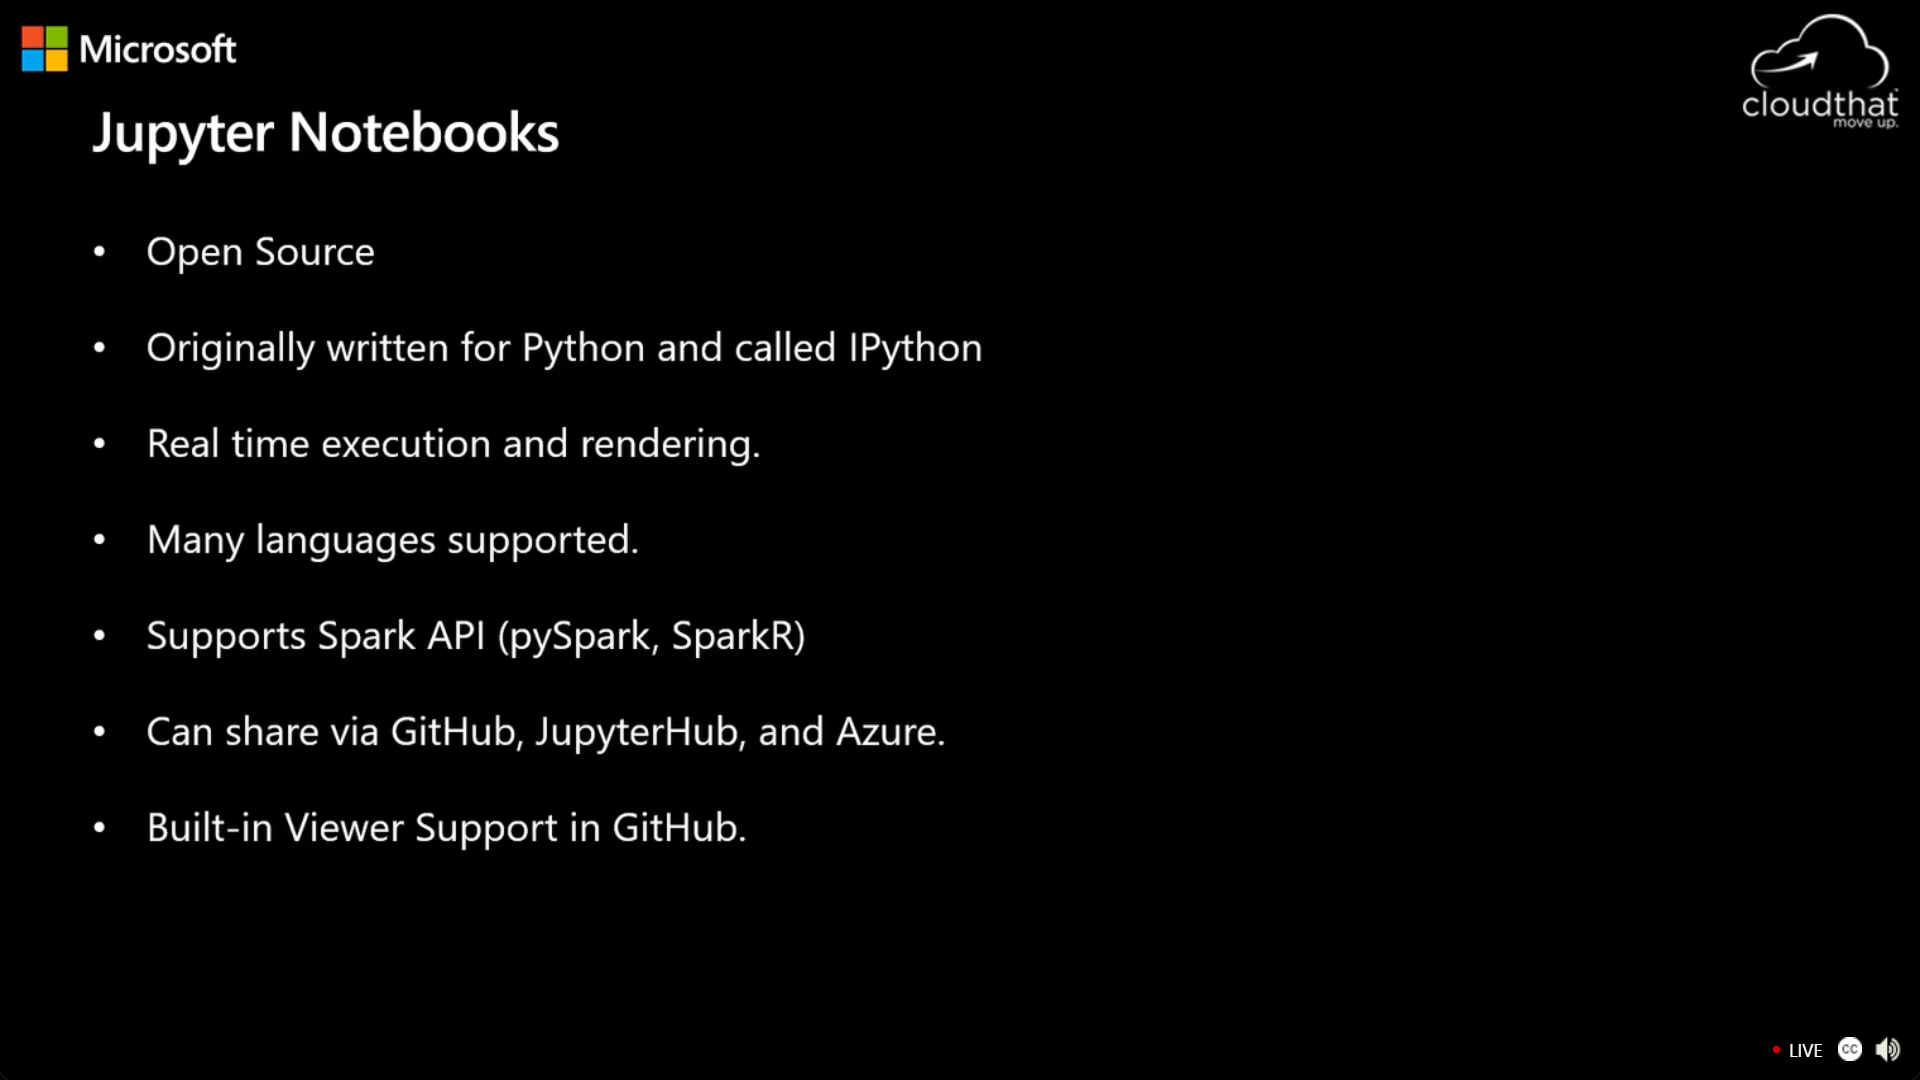 Microsoft
cloudthat
move up.
Jupyter Notebooks
• Open Source
• Originally written for Python and called IPython
• Real time execution and rendering.
• Many languages supported.
• Supports Spark API (pySpark, SparkR)
• Can share via GitHub, JupyterHub, and Azure.
• Built-in Viewer Support in GitHub.
LIVE
CC